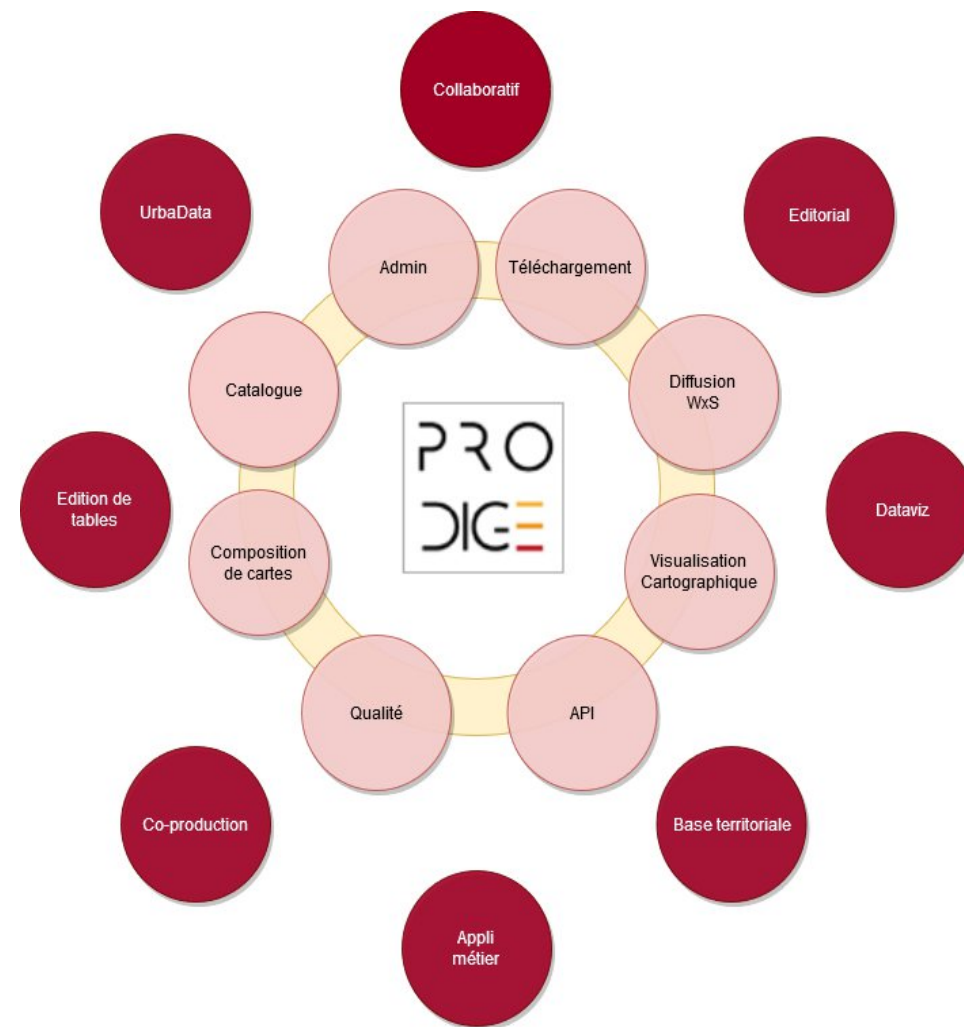 Collaboratif
UrbaData
Editorial
Admin
Téléchargement
Catalogue
Diffusion
WxS
PRO
DIGE
Edition de
tables
Dataviz
Composition
de cartes
Visualisation
Cartographique
Qualité
API
Co-production
Base territoriale
Appli
métier